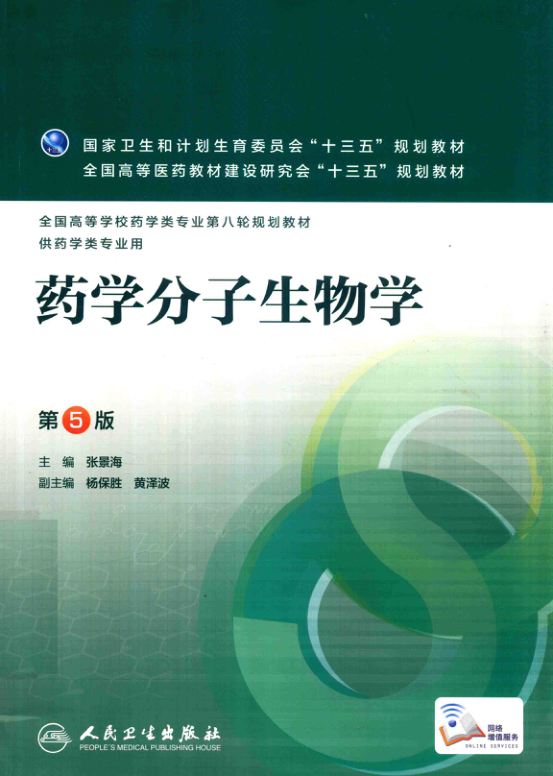 国家卫生和计划生育委员会“十三五”规划教材
全国高等医药教材建设研究会“十三五”规划教材
全国高等学校药学类专业第八轮规划教材
供药学类专业用
药学分子生物学
第5版
主 编 张景海
副主编 杨保胜 黄泽波
人民卫生出版社
PEOPLE'S MEDICAL PUBLISHING HOUSE
网络
增值服务
ONLINE SERVICES